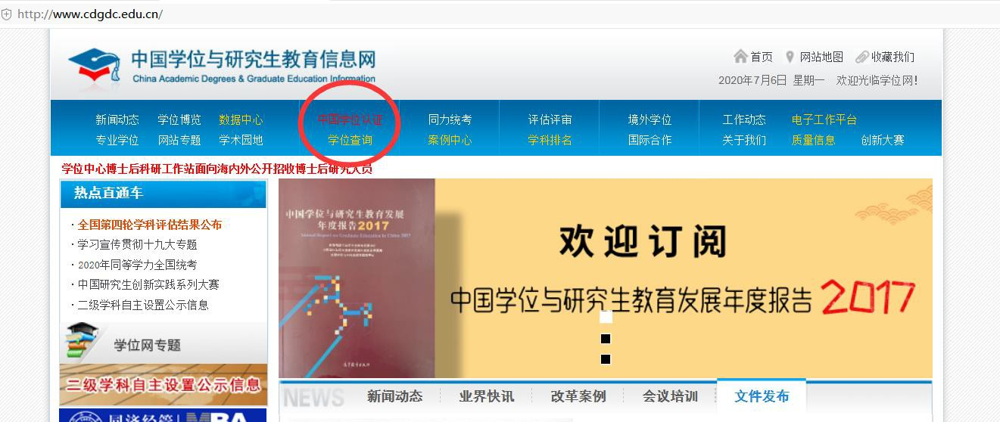 http://www.cdgdc.edu.cn/
中国学位与研究生教育信息网
China Academic Degrees & Graduate Education Information
首页 网站地图 收藏我们
2020年7月6日 星期一 欢迎光临学位网!
新闻动态 学位博览 数据中心 中国学位认证 同力统考 评估评审 境外学位 工作动态 电子工作平台
专业学位 网站专题 学术园地 学位查询 案例中心 学科排名 国际合作 关于我们 质量信息 创新大赛
学位中心博士后科研工作站面向海内外公开招收博士后研究人员
热点直通车
·全国第四轮学科评估结果公布
·学习宣传贯彻十九大专题
·2020年同等学力全国统考
·中国研究生创新实践系列大赛
·二级学科自主设置公示信息
学位网专题
二级学科自主设置公示信息
同济经管 MBA
中国学位与研究生教育发展
年度报告2017
Annual Report on Graduate Education in China 2017
高等教育出版社
欢迎订阅
中国学位与研究生教育发展年度报告 2017
NEWS 新闻动态 业界快讯 改革案例 会议培训 文件发布